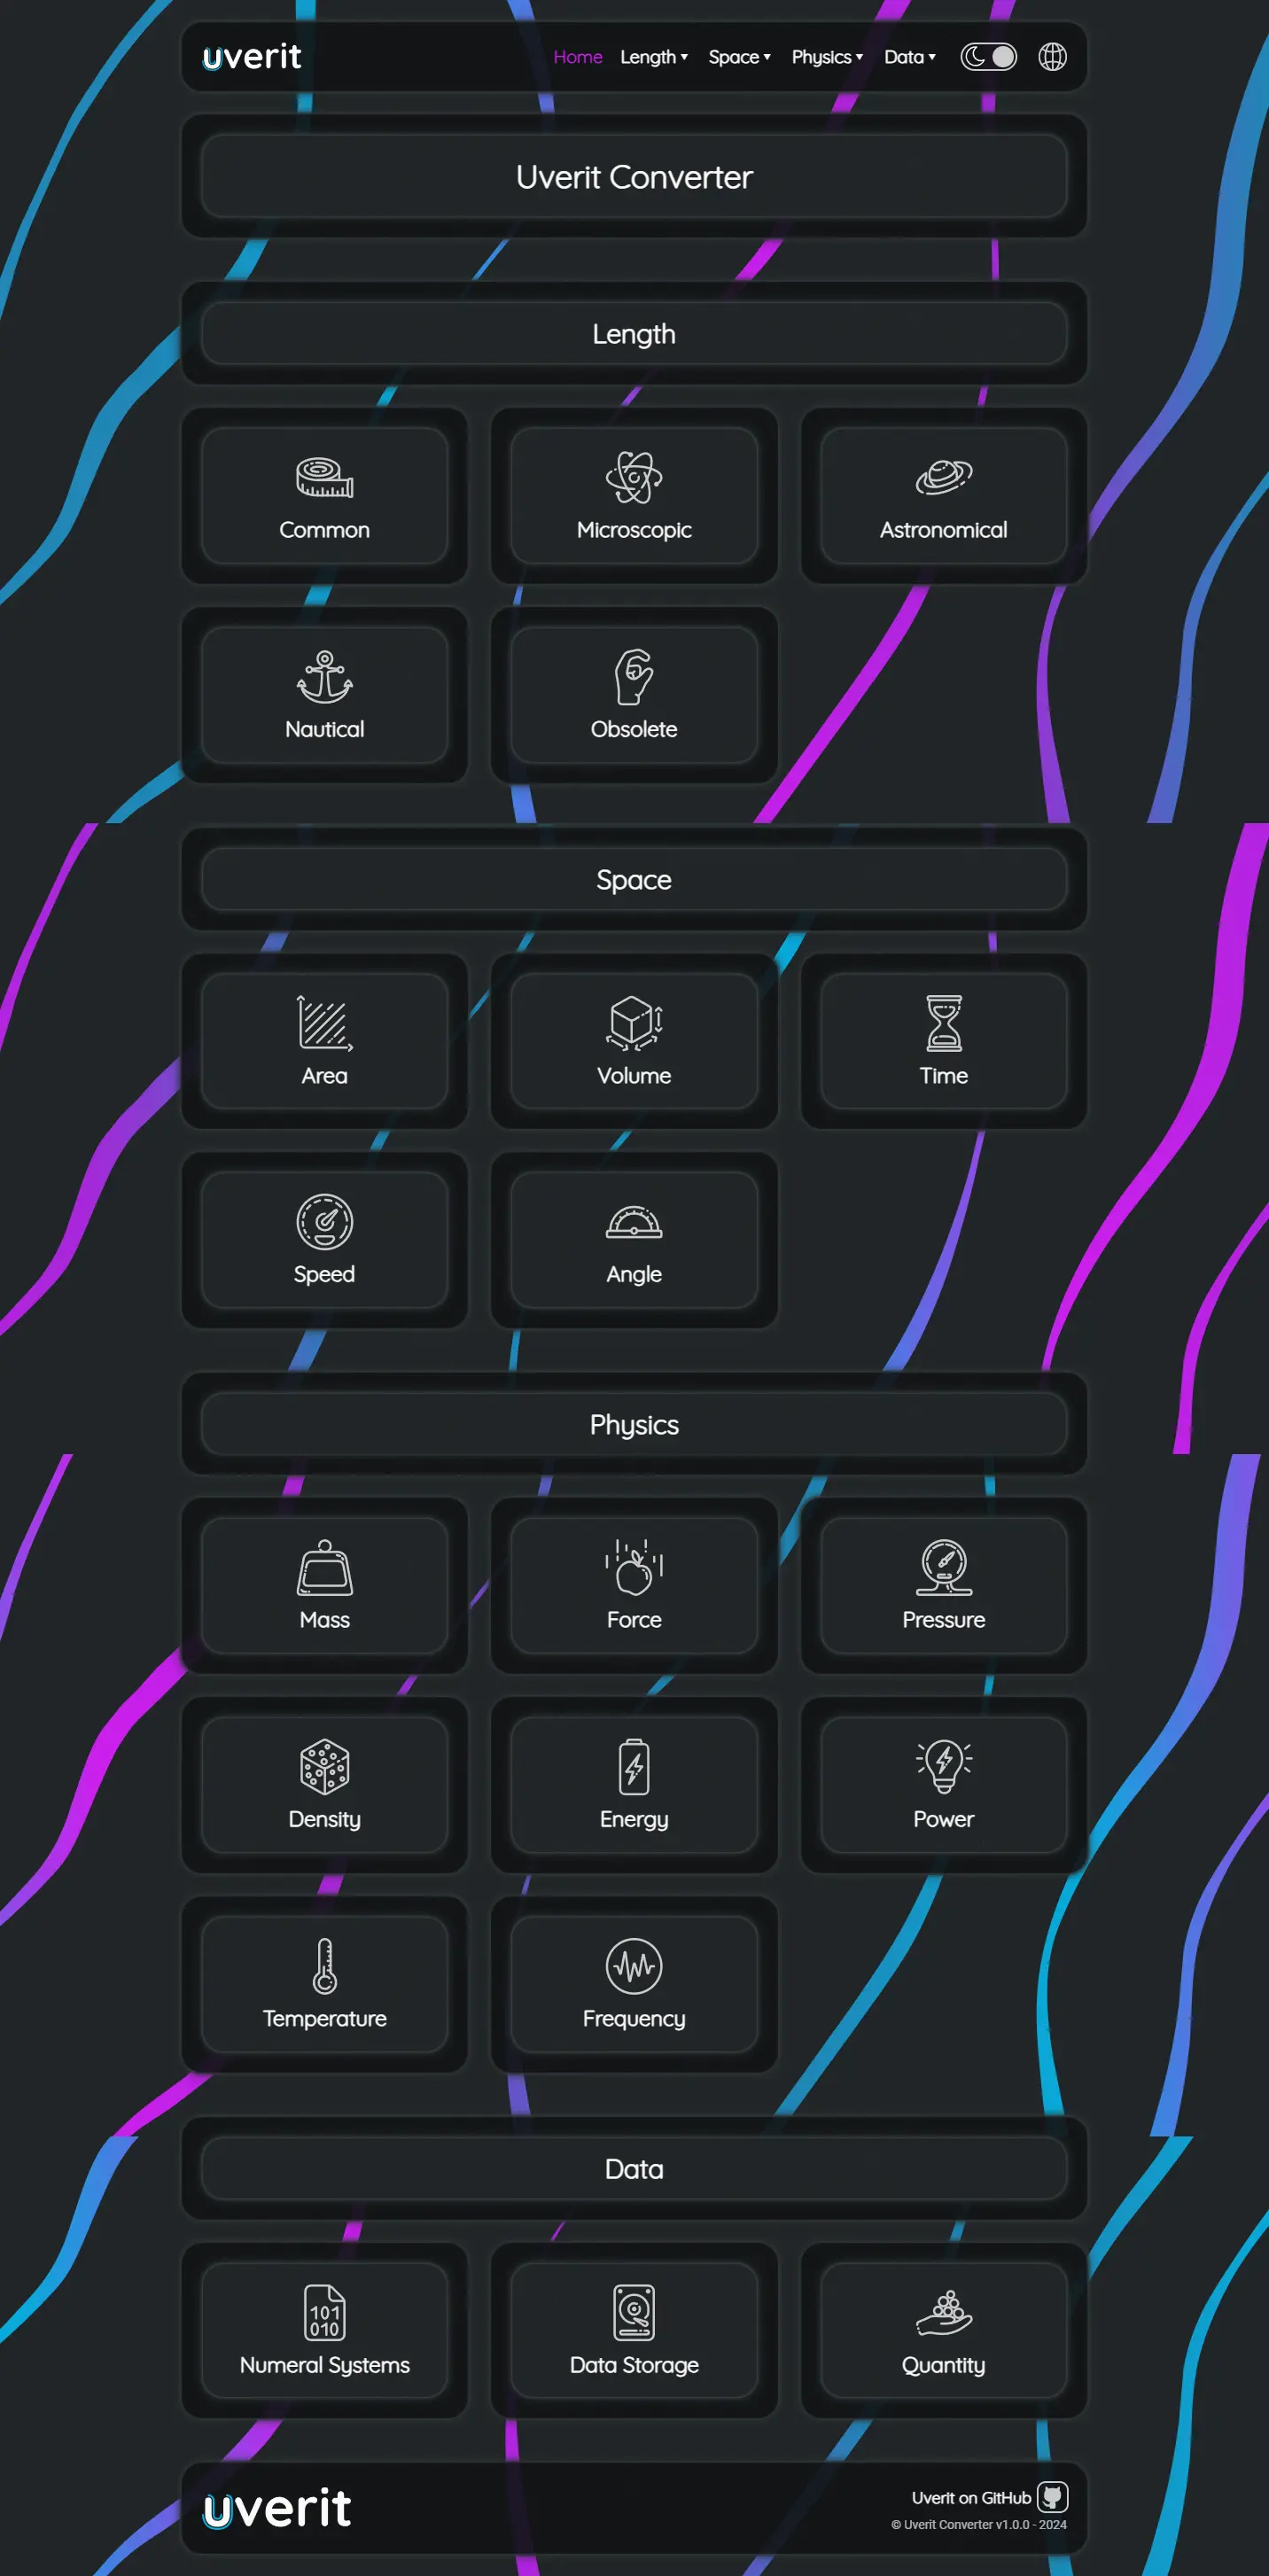 uverit
Home Length Space Physics Data
Uverit Converter
Length
Common Microscopic Astronomical
Nautical Obsolete
Space
Area Volume Time
Speed Angle
Physics
Mass Force Pressure
Density Energy Power
Temperature Frequency
Data
101
010
Numeral Systems Data Storage Quantity
uverit
Uverit on GitHub
© Uverit Converter v1.0.0 - 2024